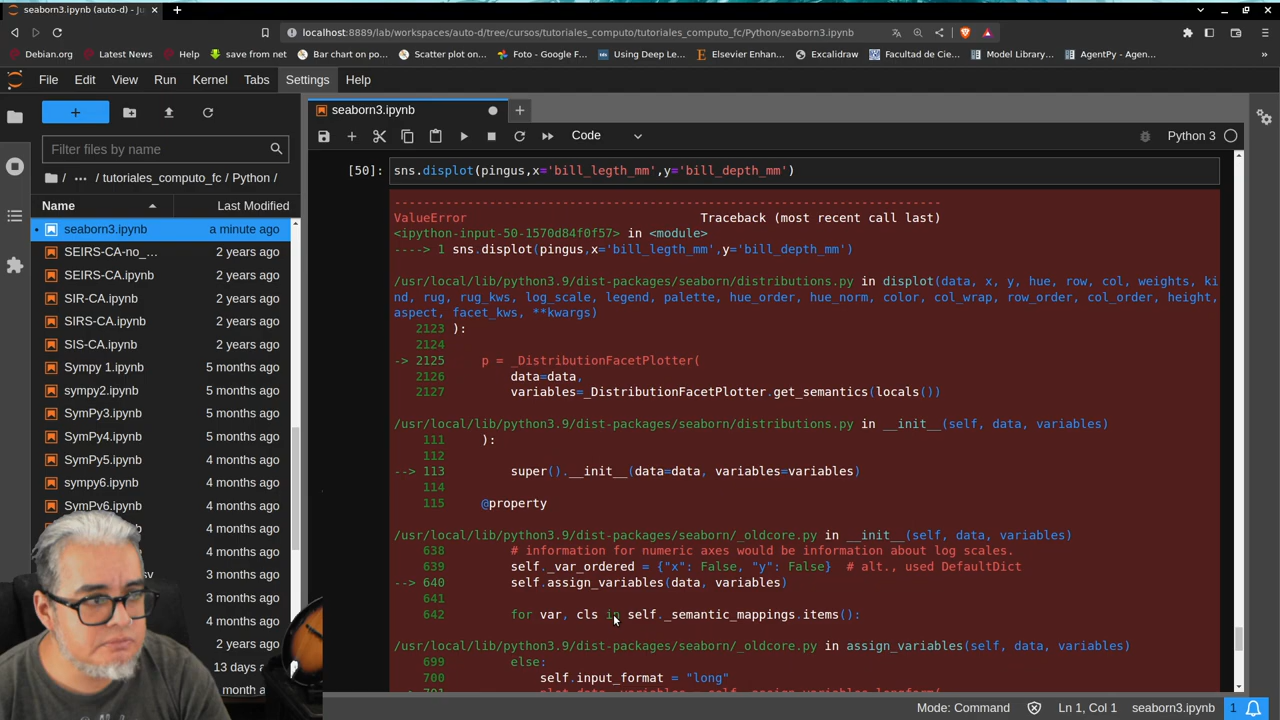 seaborn3.ipynb (auto-d) - Ju
localhost:8889/lab/workspaces/auto-d/tree/cursos/tutoriales_computo/tutoriales_computo_fc/Python/seaborn3.ipynb
Debian.org Latest News Help save from net Bar chart on po... Scatter plot on... Foto - Google F... Using Deep Le... Elsevier Enhan... Excalidraw Facultad de Cie... Model Library... AgentPy - Agen...
File Edit View Run Kernel Tabs Settings Help
seaborn3.ipynb
Code
Python 3
Filter files by name
/ ... / tutoriales_computo_fc / Python /
Name Last Modified
seaborn3.ipynb a minute ago
SEIRS-CA-no_... 2 years ago
SEIRS-CA.ipynb 2 years ago
SIR-CA.ipynb 2 years ago
SIRS-CA.ipynb 2 years ago
SIS-CA.ipynb 2 years ago
Sympy 1.ipynb 5 months ago
sympy2.ipynb 5 months ago
SymPy3.ipynb 5 months ago
SymPy4.ipynb 5 months ago
SymPy5.ipynb 4 months ago
sympy6.ipynb 5 months ago
SymPy6.ipynb 4 months ago
4 months ago
4 months ago
3 months ago
2 months ago
4 months ago
2 years ago
13 days a
month a
[50]: sns.displot(pingus,x='bill_legth_mm',y='bill_depth_mm')
---------------------------------------------------------------------------
ValueError Traceback (most recent call last)
<ipython-input-50-1570d84f0f57> in <module>
----> 1 sns.displot(pingus,x='bill_legth_mm',y='bill_depth_mm')
/usr/local/lib/python3.9/dist-packages/seaborn/distributions.py in displot(data, x, y, hue, row, col, weights, ki
nd, rug, rug_kws, log_scale, legend, palette, hue_order, hue_norm, color, col_wrap, row_order, col_order, height,
aspect, facet_kws, **kwargs)
2123 ):
2124
-> 2125 p = _DistributionFacetPlotter(
2126 data=data,
2127 variables=_DistributionFacetPlotter.get_semantics(locals())
/usr/local/lib/python3.9/dist-packages/seaborn/distributions.py in __init__(self, data, variables)
111 ):
112
--> 113 super().__init__(data=data, variables=variables)
114
115 @property
/usr/local/lib/python3.9/dist-packages/seaborn/_oldcore.py in __init__(self, data, variables)
638 # information for numeric axes would be information about log scales.
639 self._var_ordered = {"x": False, "y": False} # alt., used DefaultDict
--> 640 self.assign_variables(data, variables)
641
642 for var, cls in self._semantic_mappings.items():
/usr/local/lib/python3.9/dist-packages/seaborn/_oldcore.py in assign_variables(self, data, variables)
699 else:
700 self.input_format = "long"
Mode: Command Ln 1, Col 1 seaborn3.ipynb 1